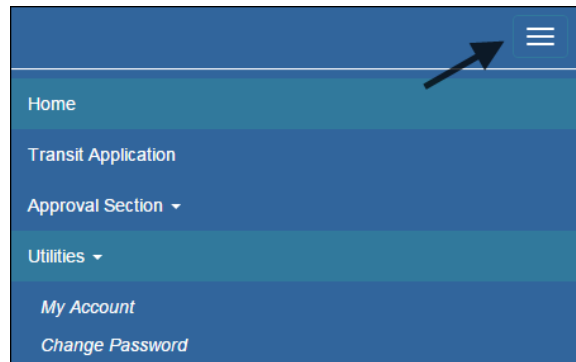 Home
Transit Application
Approval Section
Utilities
My Account
Change Password